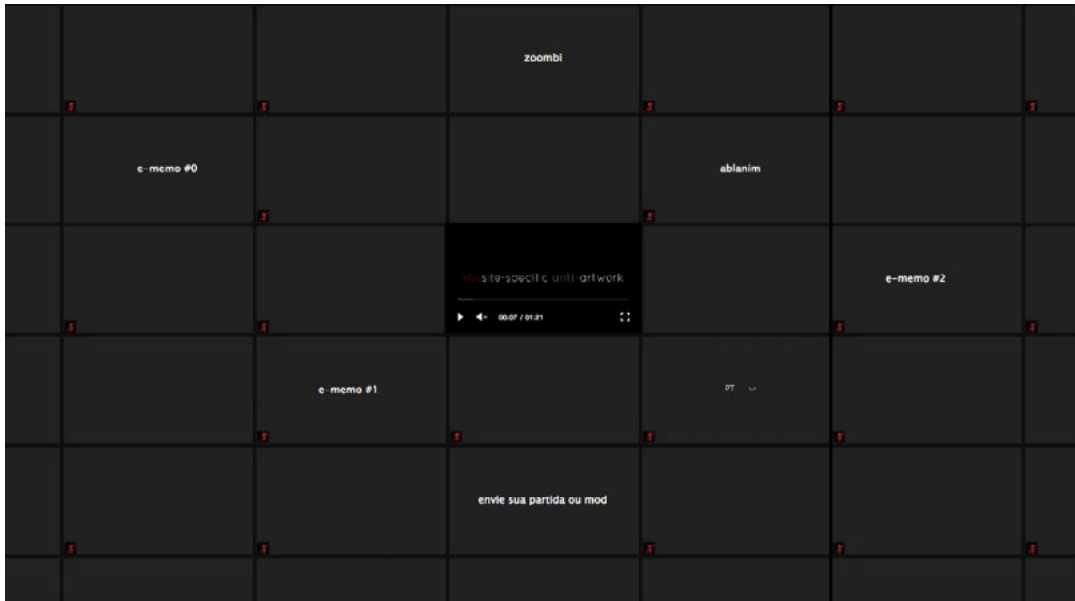 zoombi
e-memo #0
ablanim
site-specific anti-artwork
e-memo #2
00:07 / 01:21
e-memo #1
PT
envie sua partida ou mod